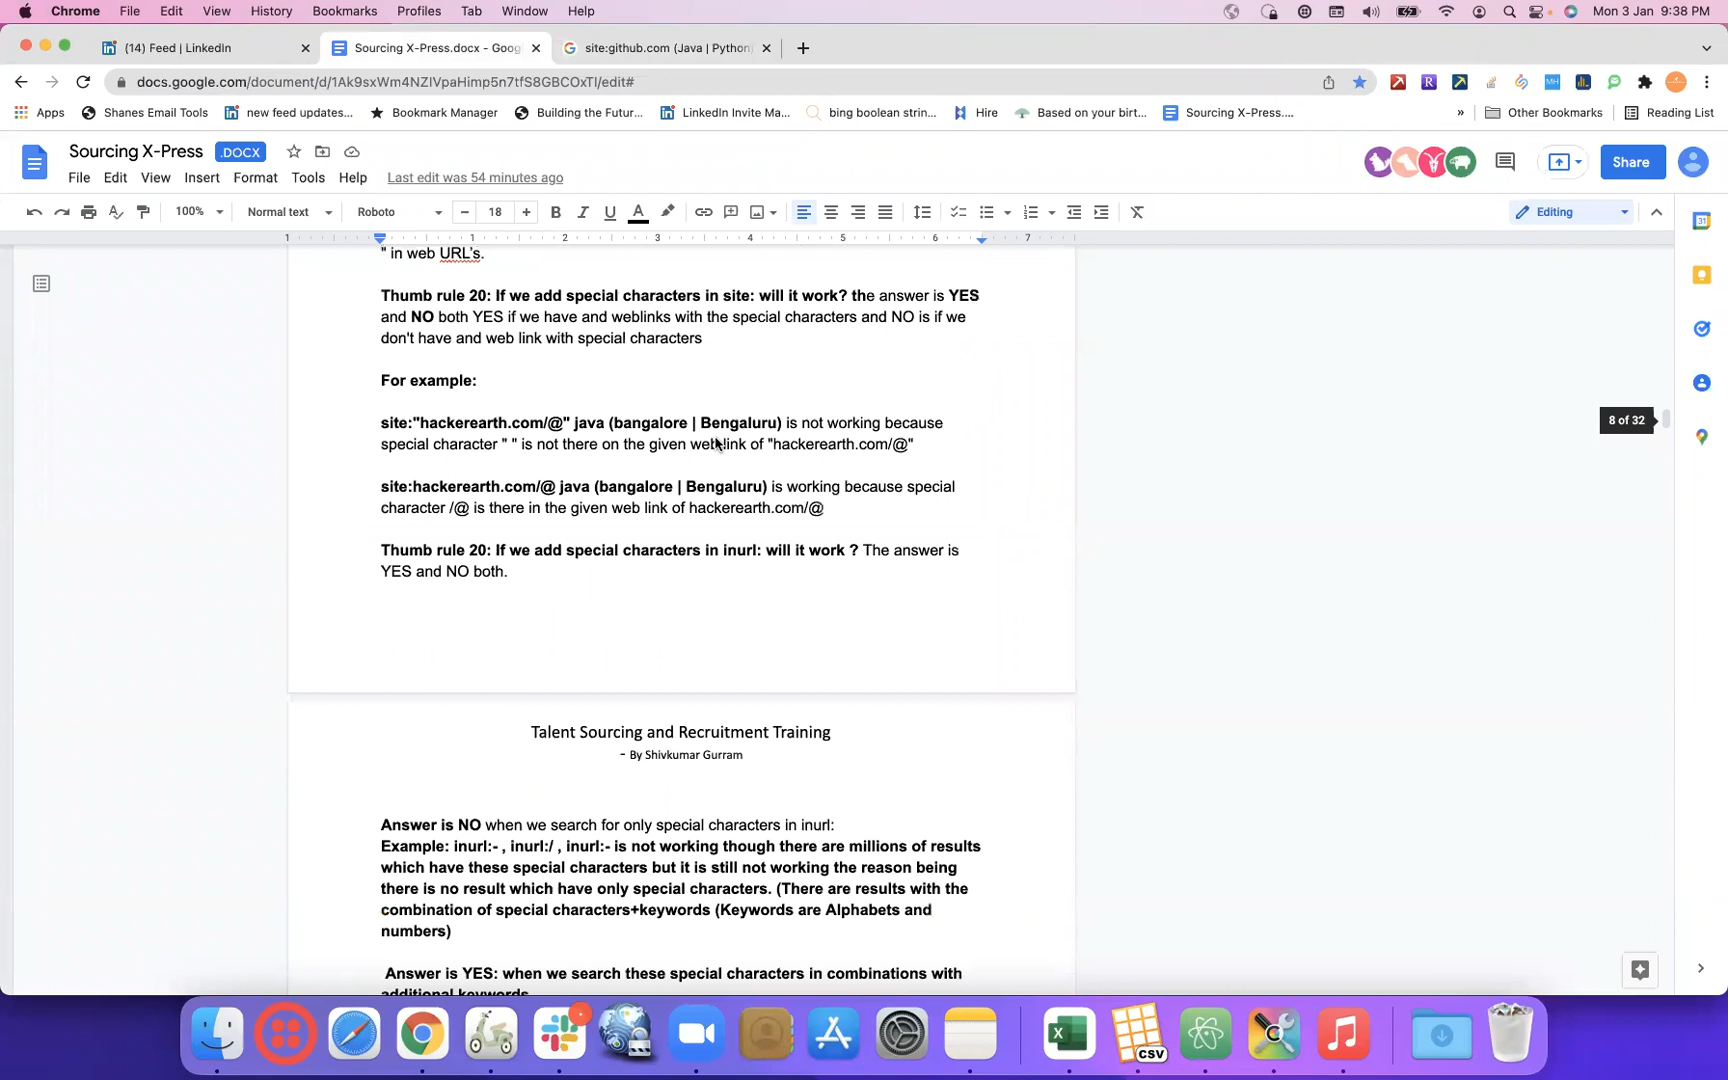 Chrome File Edit View History Bookmarks Profiles Tab Window Help Mon 3 Jan 9:38 PM
(14) Feed | LinkedIn Sourcing X-Press.docx - Goog site:github.com (Java | Python)
docs.google.com/document/d/1Ak9sxWm4NZIVpaHimp5n7tfS8GBCOxTl/edit#
Apps Shanes Email Tools new feed updates... Bookmark Manager Building the Futur... LinkedIn Invite Ma... bing boolean strin... Hire Based on your birt... Sourcing X-Press.... » Other Bookmarks Reading List
Sourcing X-Press .DOCX
Share
File Edit View Insert Format Tools Help Last edit was 54 minutes ago
100% Normal text Roboto 18 Editing
1 1 2 3 4 5 6 7
" in web URL's.
Thumb rule 20: If we add special characters in site: will it work? the answer is YES
and NO both YES if we have and weblinks with the special characters and NO is if we
don't have and web link with special characters
For example:
site:"hackerearth.com/@" java (bangalore | Bengaluru) is not working because
special character " " is not there on the given web link of "hackerearth.com/@"
8 of 32
site:hackerearth.com/@ java (bangalore | Bengaluru) is working because special
character /@ is there in the given web link of hackerearth.com/@
Thumb rule 20: If we add special characters in inurl: will it work ? The answer is
YES and NO both.
Talent Sourcing and Recruitment Training
- By Shivkumar Gurram
Answer is NO when we search for only special characters in inurl:
Example: inurl:- , inurl:/ , inurl:- is not working though there are millions of results
which have these special characters but it is still not working the reason being
there is no result which have only special characters. (There are results with the
combination of special characters+keywords (Keywords are Alphabets and
numbers)
Answer is YES: when we search these special characters in combinations with
additional keywords
CSV